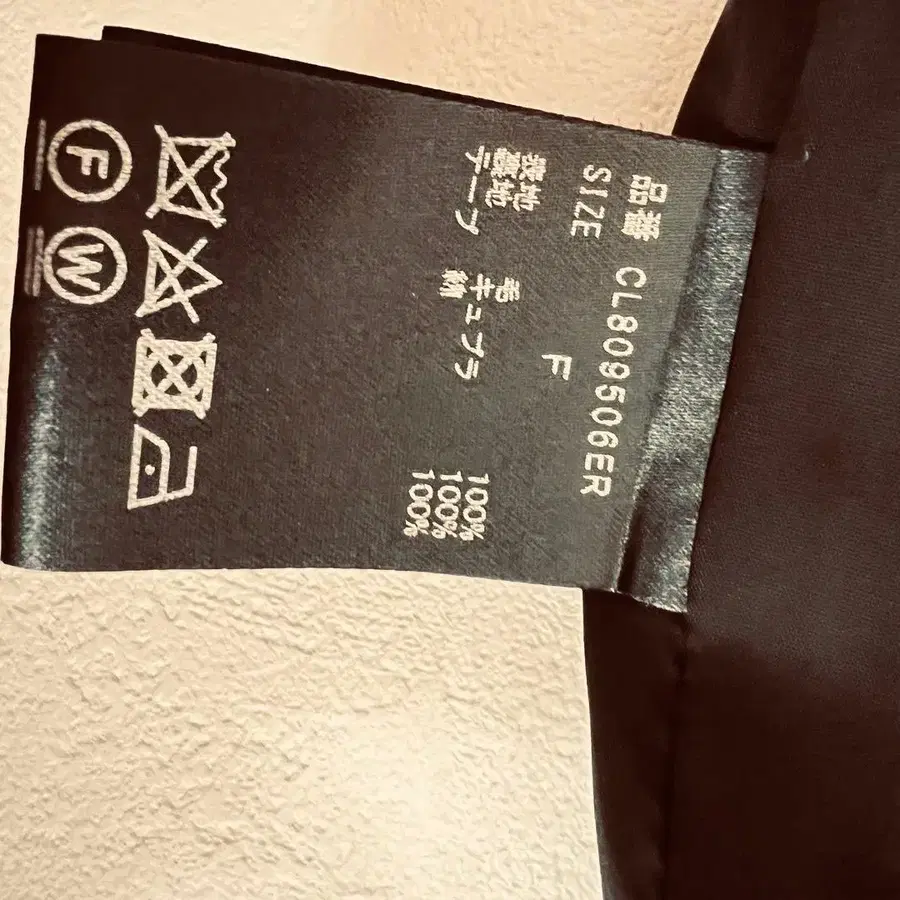 品番 CL809506ER
SIZE F
表地 毛 100%
裏地 キュプラ 100%
テープ 100%
F W